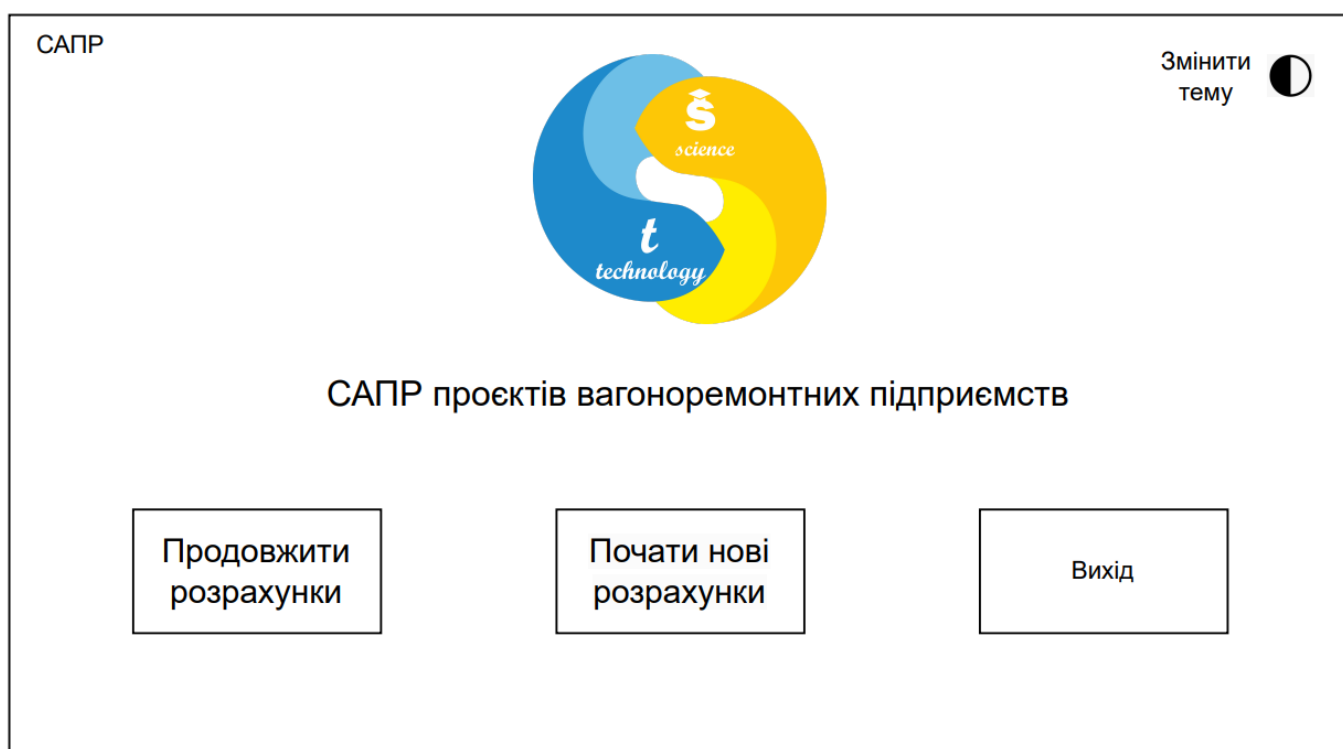 САПР
Змінити
тему
š
science
t
technology
САПР проєктів вагоноремонтних підприємств
Продовжити
розрахунки
Почати нові
розрахунки
Вихід